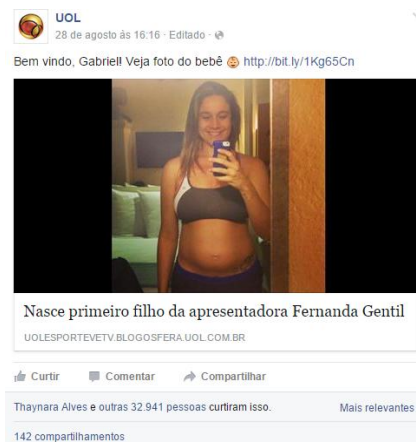 UOL
28 de agosto às 16:16 · Editado ·
Bem vindo, Gabriel! Veja foto do bebê http://bit.ly/1Kg65Cn
Nasce primeiro filho da apresentadora Fernanda Gentil
UOLESPORTEVETV.BLOGOSFERA.UOL.COM.BR
Curtir Comentar Compartilhar
Thaynara Alves e outras 32.941 pessoas curtiram isso. Mais relevantes
142 compartilhamentos